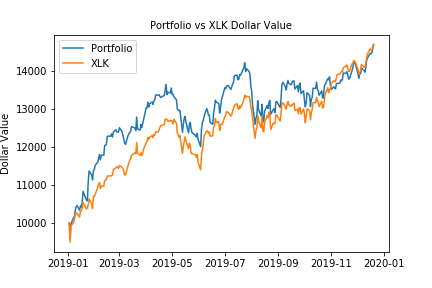 Portfolio vs XLK Dollar Value
Portfolio
XLK
Dollar Value
14000
13000
12000
11000
10000
2019-01 2019-03 2019-05 2019-07 2019-09 2019-11 2020-01